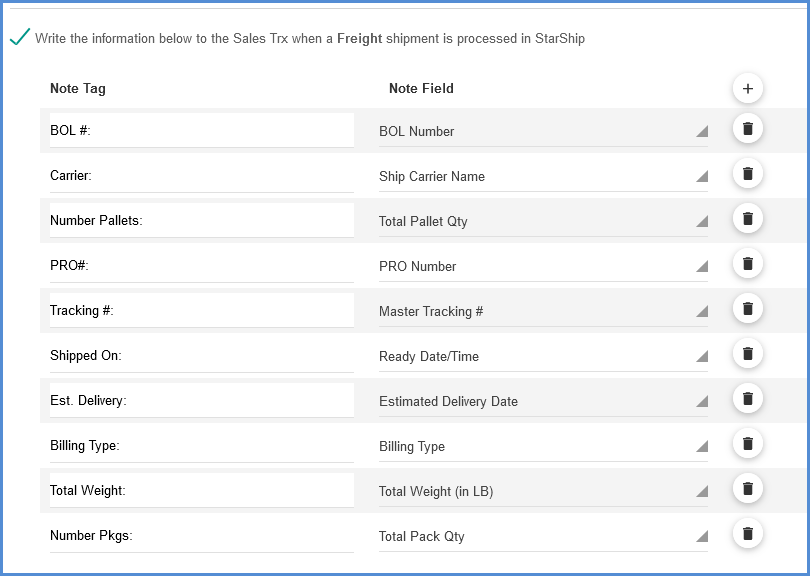 Write the information below to the Sales Trx when a Freight shipment is processed in StarShip
Note Tag Note Field
BOL #: BOL Number
Carrier: Ship Carrier Name
Number Pallets: Total Pallet Qty
PRO#: PRO Number
Tracking #: Master Tracking #
Shipped On: Ready Date/Time
Est. Delivery: Estimated Delivery Date
Billing Type: Billing Type
Total Weight: Total Weight (in LB)
Number Pkgs: Total Pack Qty